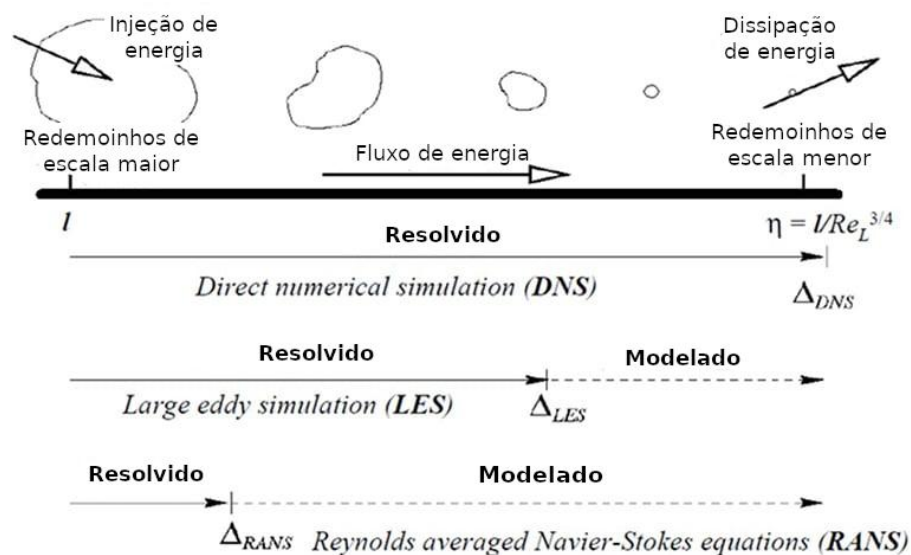 Injeção de
energia
Dissipação
de energia
Redemoinhos de
escala maior
Fluxo de energia
Redemoinhos de
escala menor
l
η = l/Re_L^3/4
Resolvido
Direct numerical simulation (DNS)
Δ_DNS
Resolvido
Modelado
Large eddy simulation (LES)
Δ_LES
Resolvido
Modelado
Δ_RANS Reynolds averaged Navier-Stokes equations (RANS)